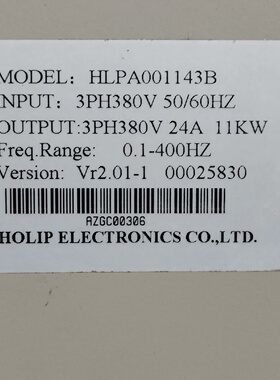 MODEL: HLPA001143B
INPUT: 3PH380V 50/60HZ
OUTPUT:3PH380V 24A 11KW
Freq.Range: 0.1-400HZ
Version: Vr2.01-1 00025830
AZGC00306
HOLIP ELECTRONICS CO.,LTD.